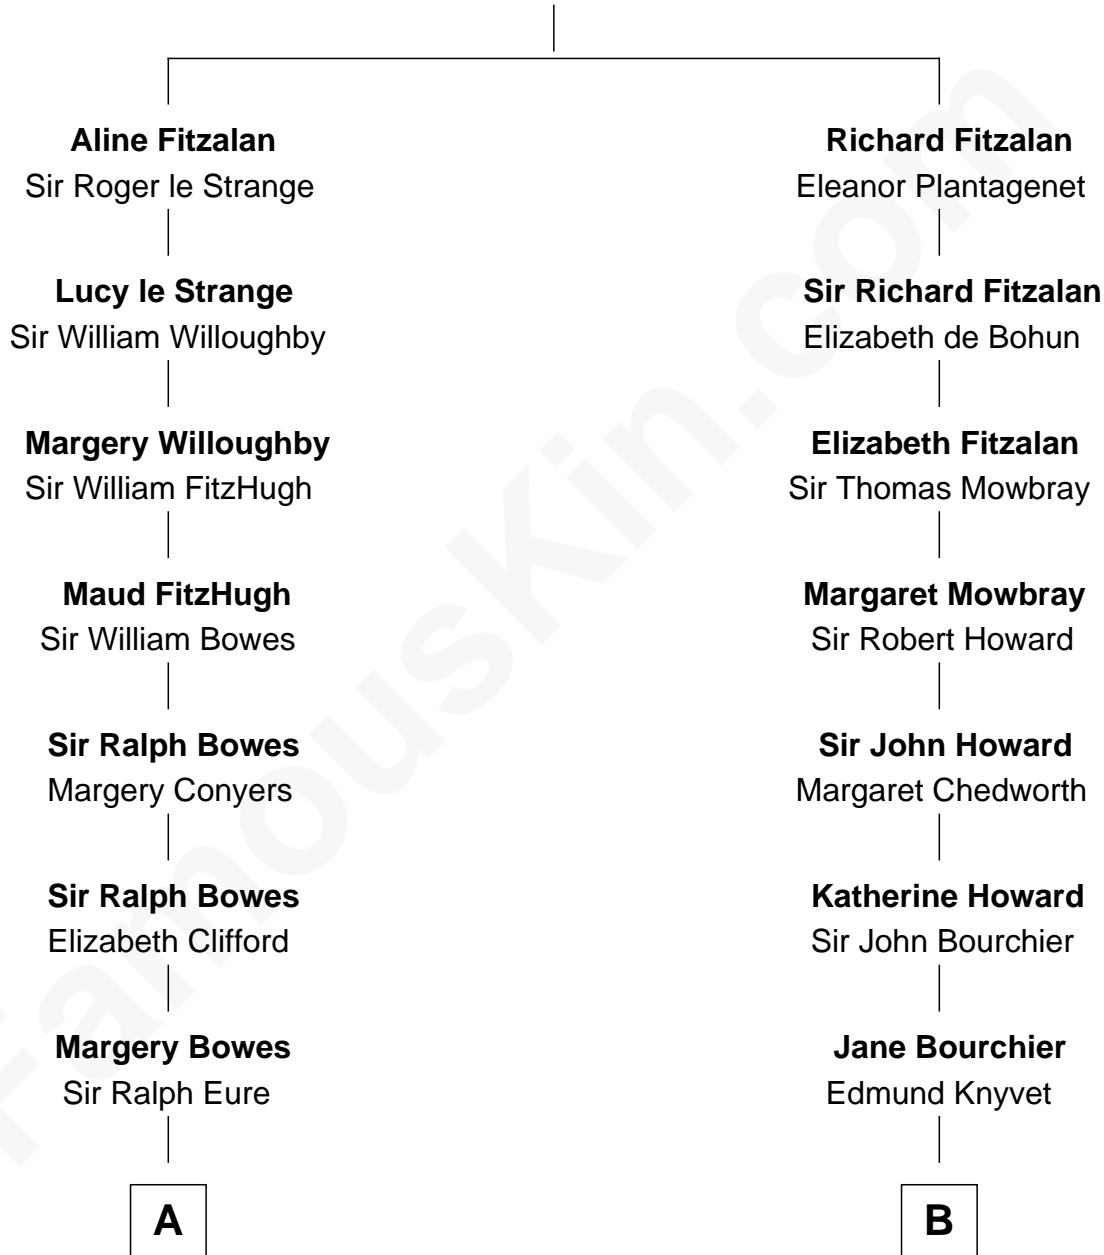 Aline Fitzalan
Sir Roger le Strange
Lucy le Strange
Sir William Willoughby
Margery Willoughby
Sir William FitzHugh
Maud FitzHugh
Sir William Bowes
Sir Ralph Bowes
Margery Conyers
Sir Ralph Bowes
Elizabeth Clifford
Margery Bowes
Sir Ralph Eure
A
Richard Fitzalan
Eleanor Plantagenet
Sir Richard Fitzalan
Elizabeth de Bohun
Elizabeth Fitzalan
Sir Thomas Mowbray
Margaret Mowbray
Sir Robert Howard
Sir John Howard
Margaret Chedworth
Katherine Howard
Sir John Bourchier
Jane Bourchier
Edmund Knyvet
B
FamousKin.com